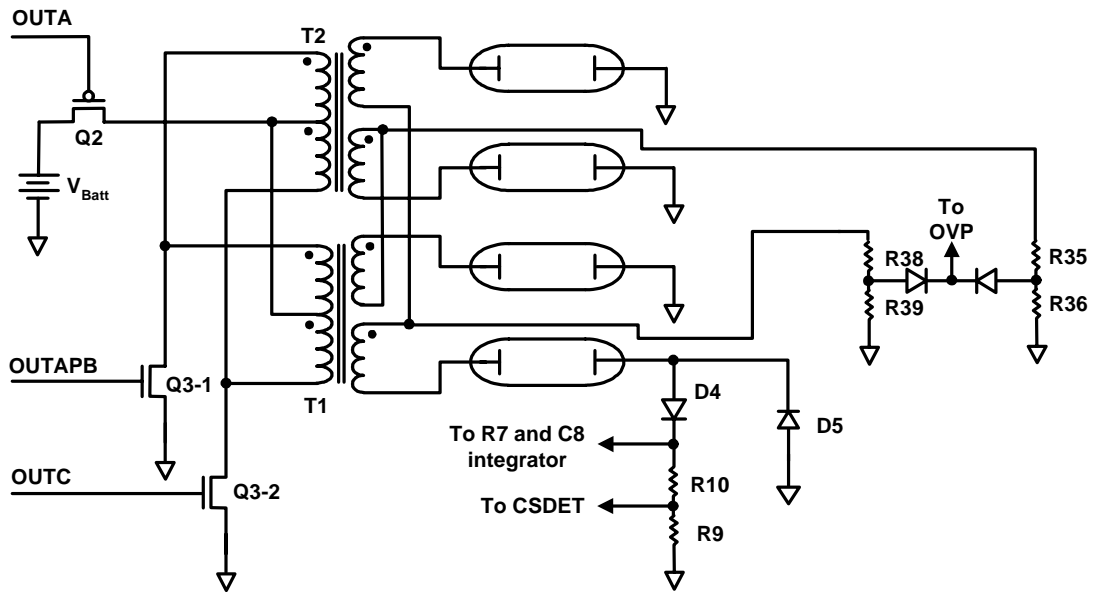 OUTA
T2
Q2
VBatt
To
OVP
R38
R35
R39
R36
OUTAPB
Q3-1
T1
D4
D5
To R7 and C8
integrator
OUTC
Q3-2
R10
To CSDET
R9